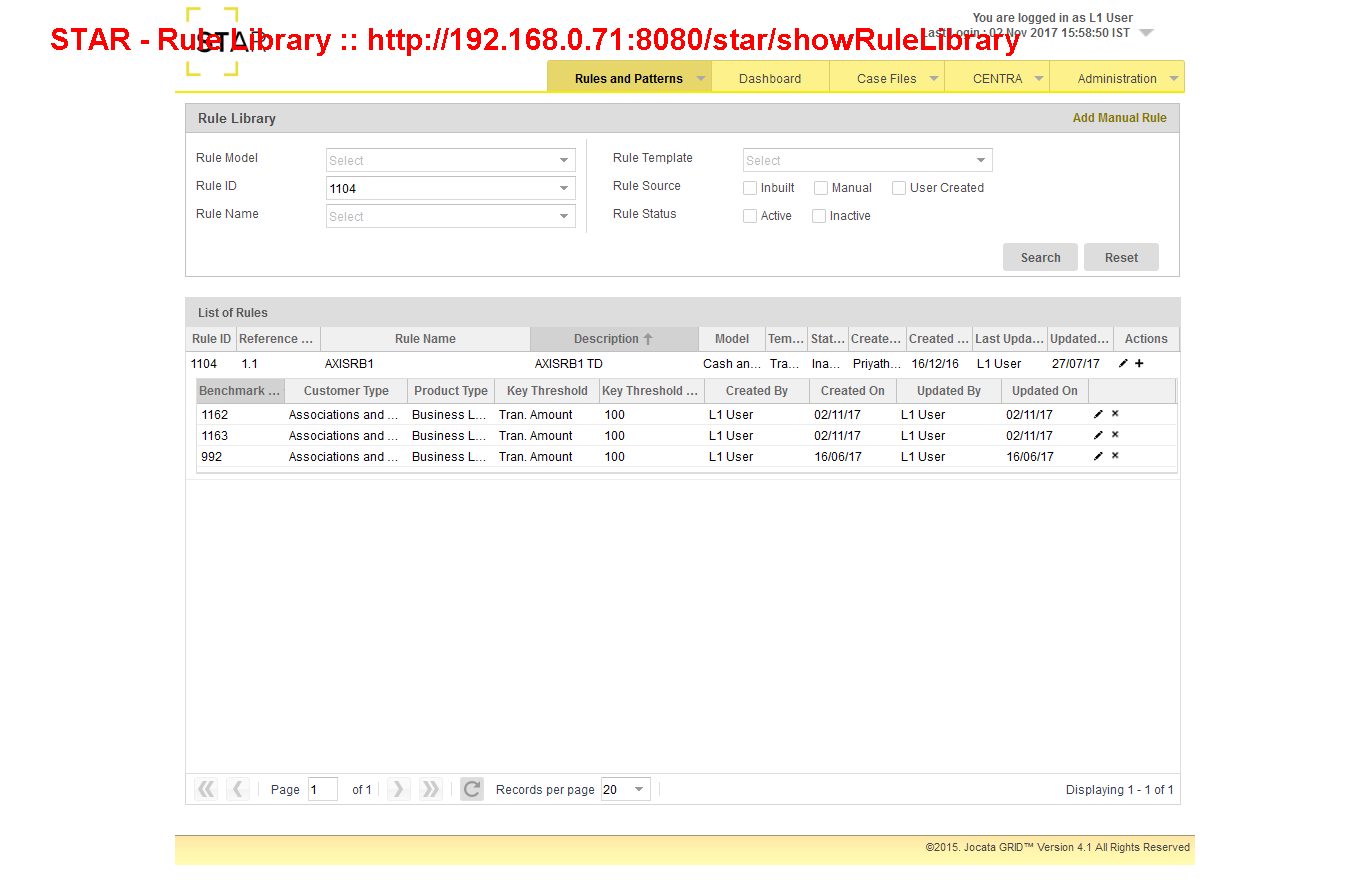 You are logged in as L1 User
STAR
STAR - Rule Library :: http://192.168.0.71:8080/star/showRuleLibrary
Last Login : 02 Nov 2017 15:58:50 IST
Rules and Patterns Dashboard Case Files CENTRA Administration
Rule Library Add Manual Rule
Rule Model Select Rule Template Select
Rule ID 1104 Rule Source Inbuilt Manual User Created
Rule Name Select Rule Status Active Inactive
Search Reset
List of Rules
Rule ID Reference ... Rule Name Description Model Tem... Stat... Create... Created ... Last Upda... Updated... Actions
1104 1.1 AXISRB1 AXISRB1 TD Cash an... Tra... Ina... Priyath... 16/12/16 L1 User 27/07/17
Benchmark ... Customer Type Product Type Key Threshold Key Threshold ... Created By Created On Updated By Updated On
1162 Associations and ... Business L... Tran. Amount 100 L1 User 02/11/17 L1 User 02/11/17
1163 Associations and ... Business L... Tran. Amount 100 L1 User 02/11/17 L1 User 02/11/17
992 Associations and ... Business L... Tran. Amount 100 L1 User 16/06/17 L1 User 16/06/17
Page 1 of 1 Records per page 20 Displaying 1 - 1 of 1
©2015. Jocata GRID™ Version 4.1 All Rights Reserved